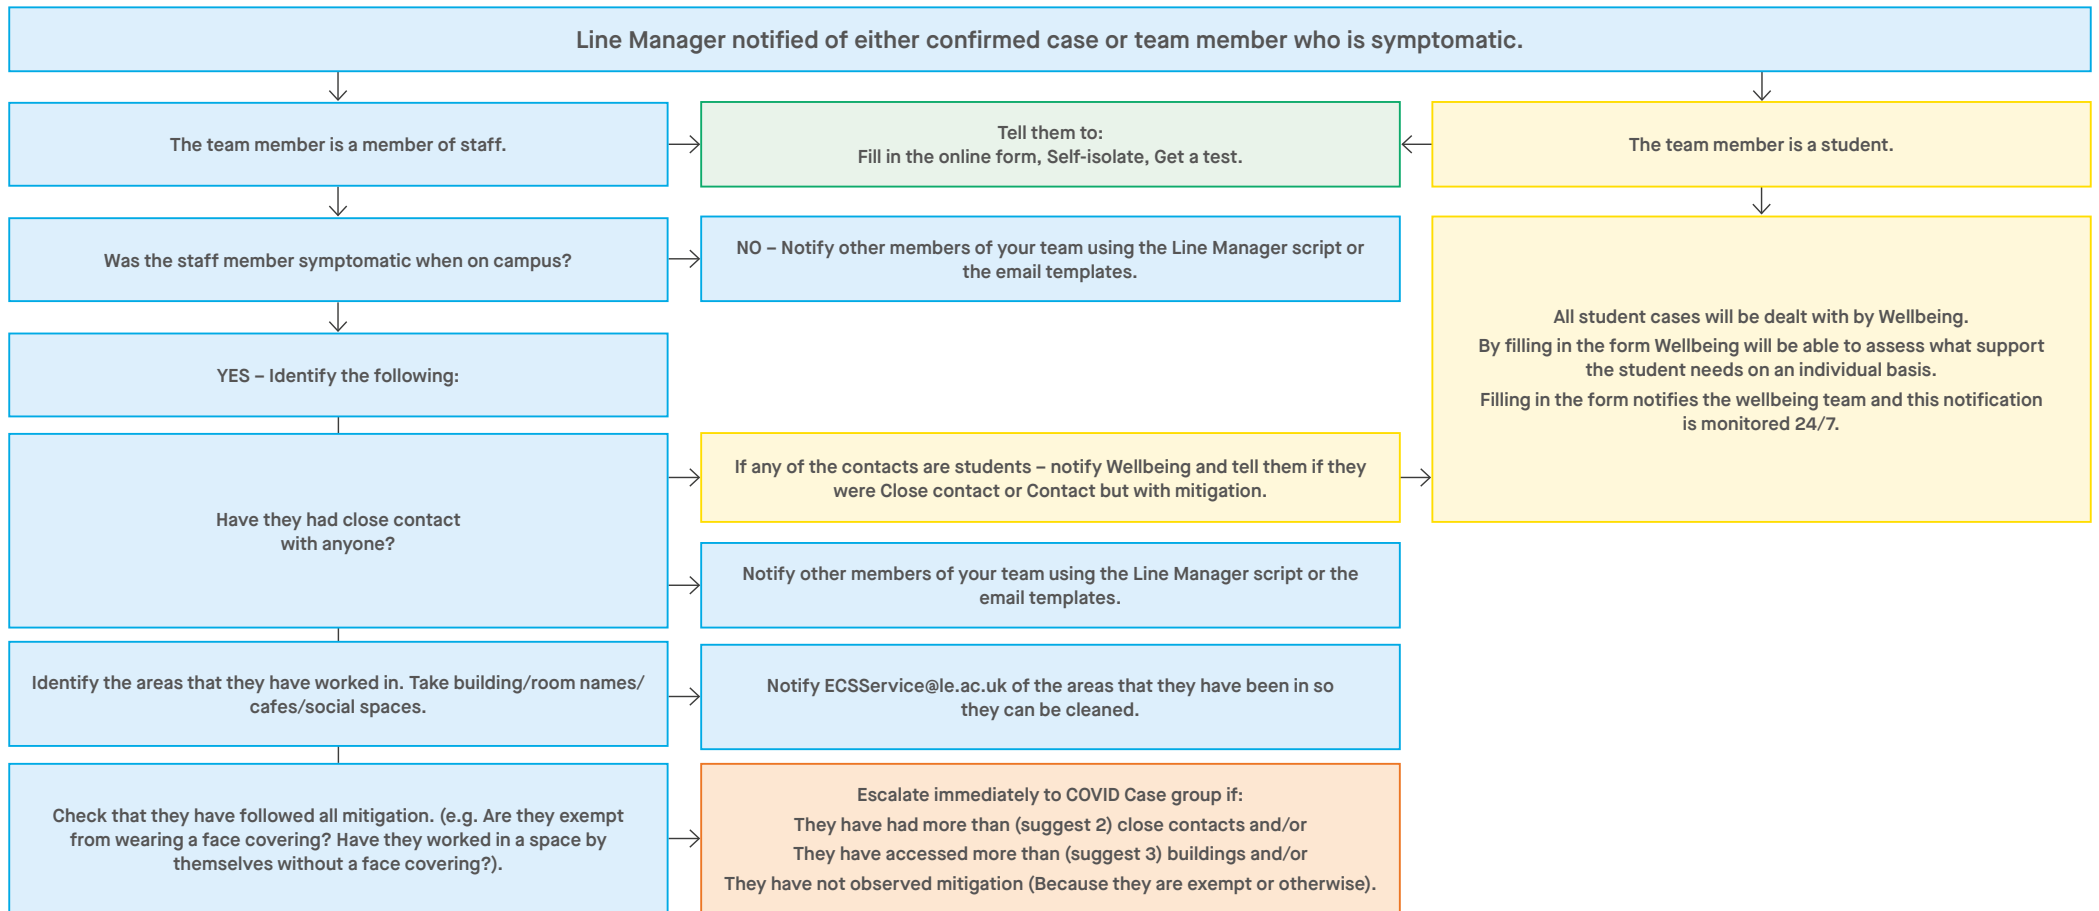 Line Manager notified of either confirmed case or team member who is symptomatic.
The team member is a member of staff.
Tell them to:
Fill in the online form, Self-isolate, Get a test.
The team member is a student.
Was the staff member symptomatic when on campus?
NO – Notify other members of your team using the Line Manager script or
the email templates.
All student cases will be dealt with by Wellbeing.
By filling in the form Wellbeing will be able to assess what support
the student needs on an individual basis.
Filling in the form notifies the wellbeing team and this notification
is monitored 24/7.
YES – Identify the following:
Have they had close contact
with anyone?
If any of the contacts are students – notify Wellbeing and tell them if they
were Close contact or Contact but with mitigation.
Notify other members of your team using the Line Manager script or the
email templates.
Identify the areas that they have worked in. Take building/room names/
cafes/social spaces.
Notify ECSService@le.ac.uk of the areas that they have been in so
they can be cleaned.
Check that they have followed all mitigation. (e.g. Are they exempt
from wearing a face covering? Have they worked in a space by
themselves without a face covering?).
Escalate immediately to COVID Case group if:
They have had more than (suggest 2) close contacts and/or
They have accessed more than (suggest 3) buildings and/or
They have not observed mitigation (Because they are exempt or otherwise).